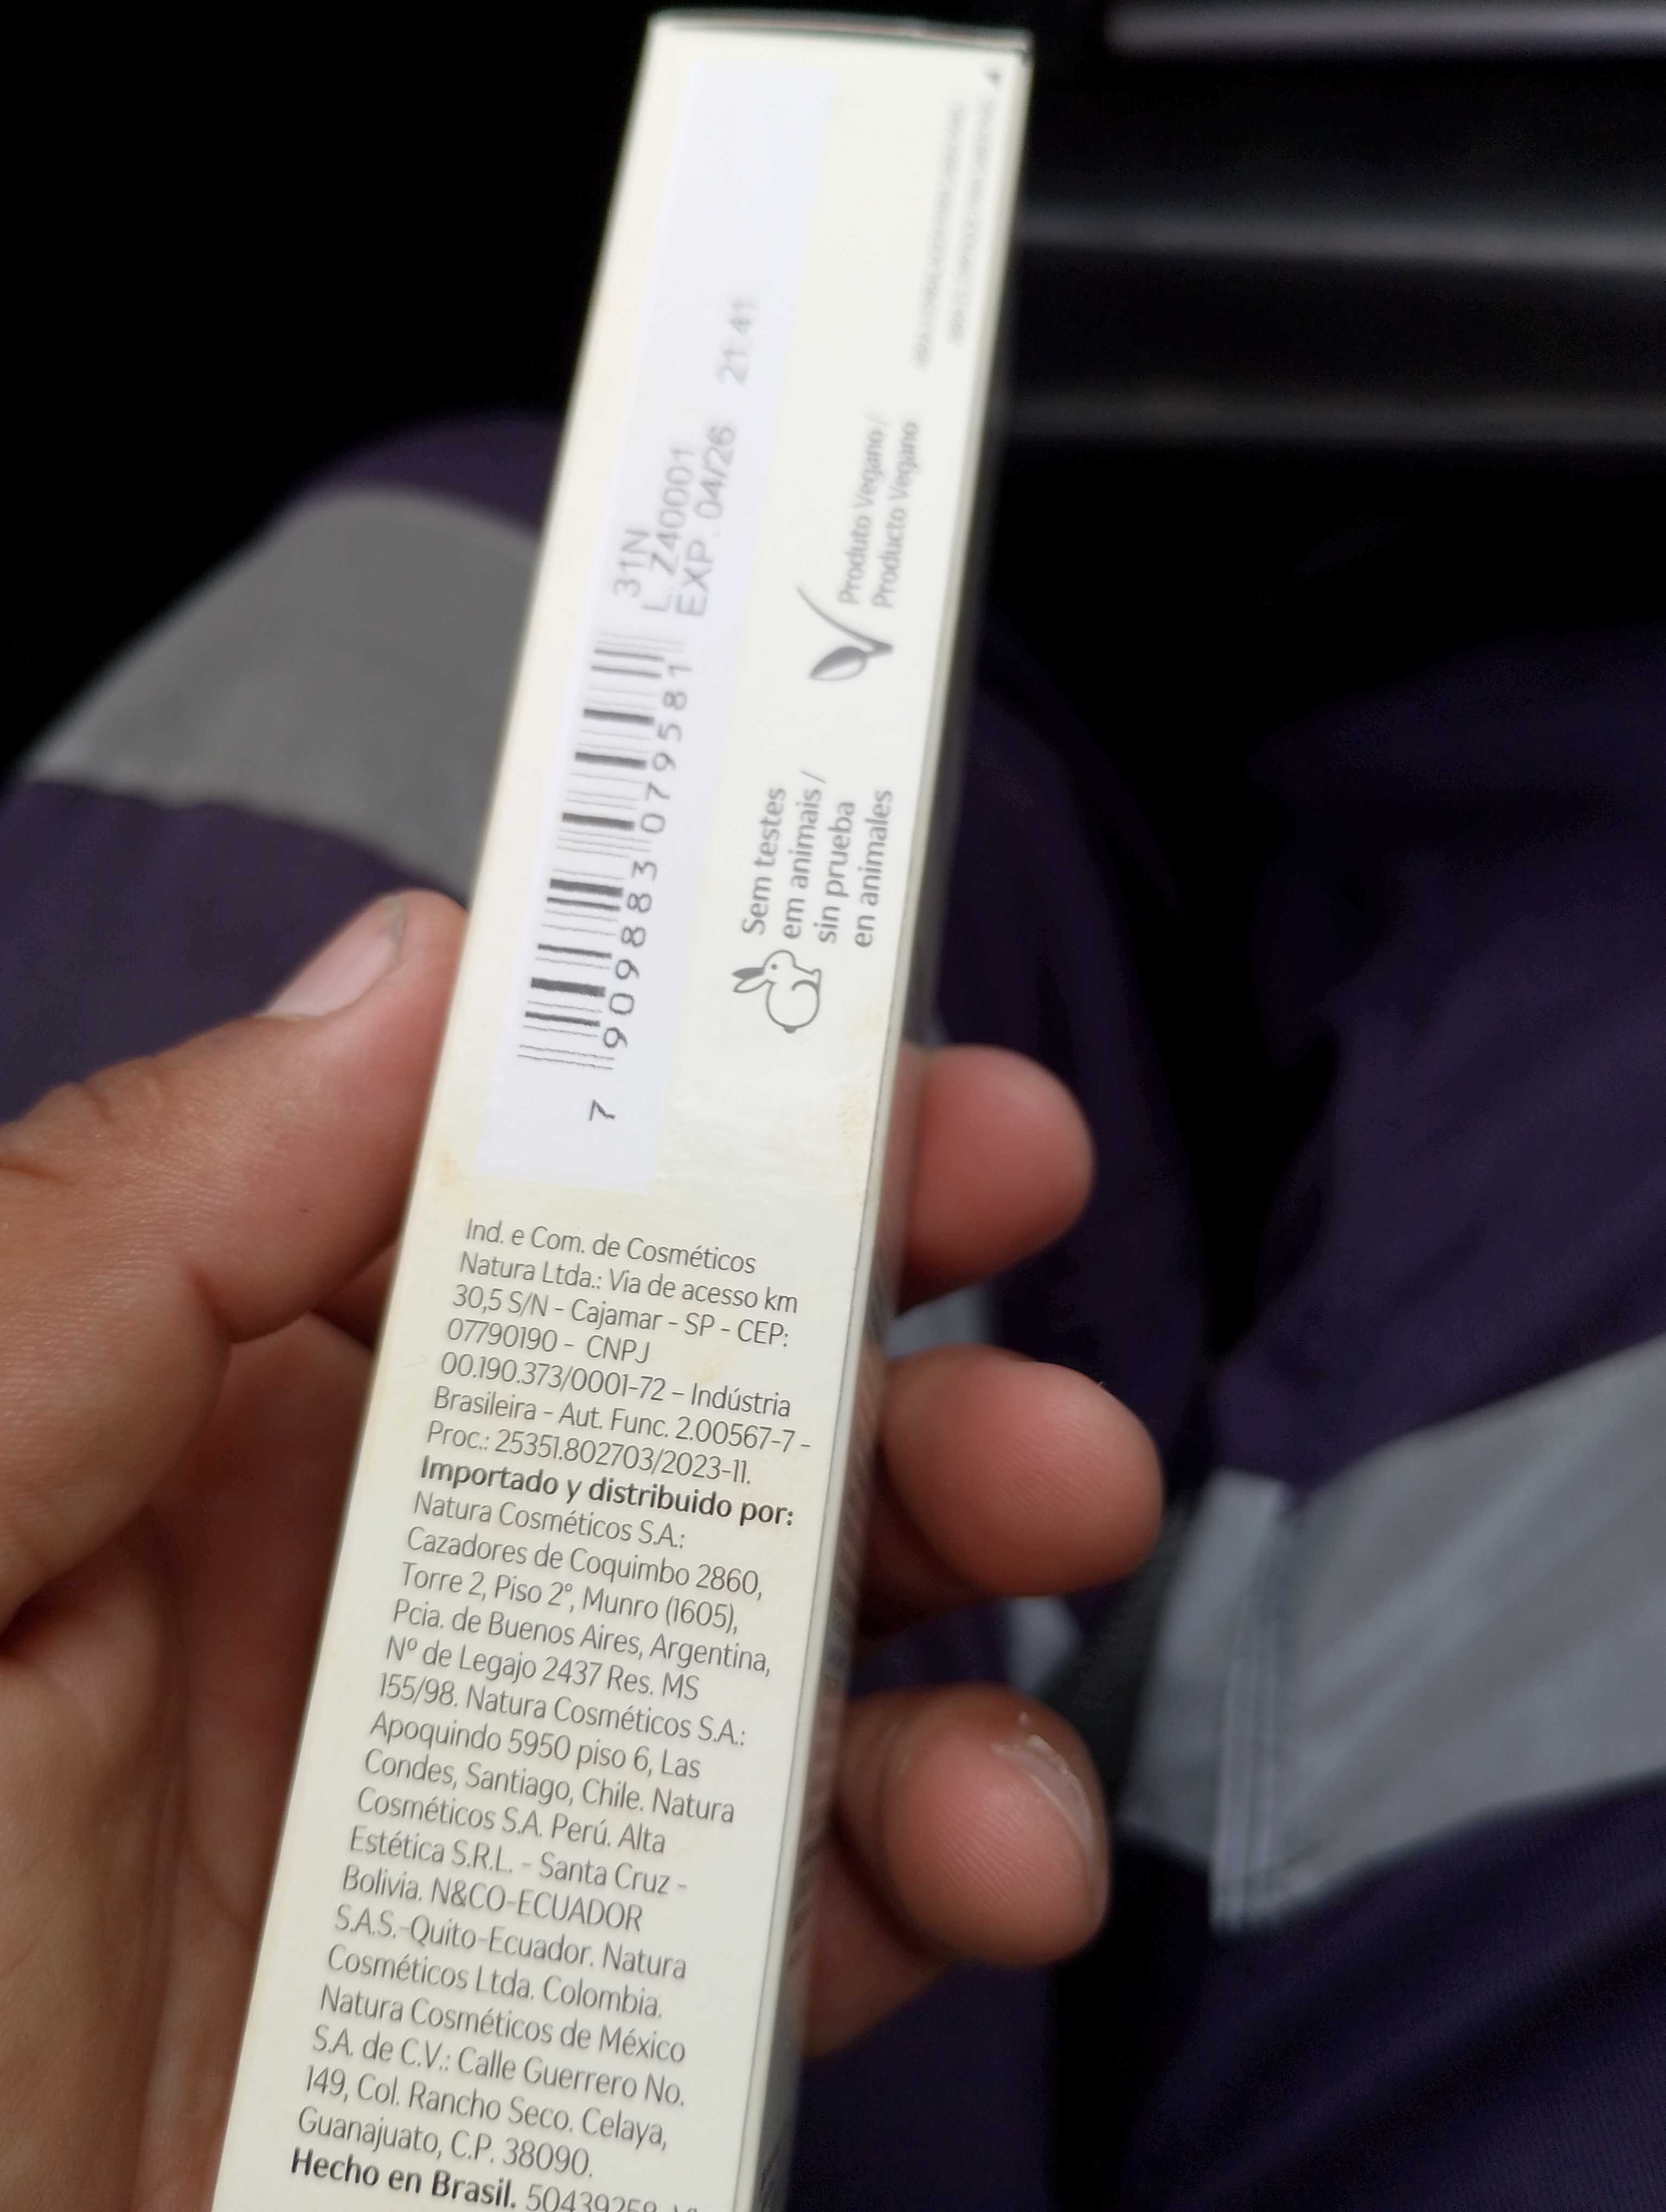 31N
L. Z40001
EXP. 04/26 21:41
7 909883 079581
Produto Vegano /
Producto Vegano
Sem testes
em animais /
sin prueba
en animales
Ind. e Com. de Cosméticos
Natura Ltda.: Via de acesso km
30,5 S/N - Cajamar - SP - CEP:
07790190 - CNPJ
00.190.373/0001-72 – Indústria
Brasileira - Aut. Func. 2.00567-7 -
Proc.: 25351.802703/2023-11.
Importado y distribuido por:
Natura Cosméticos S.A.:
Cazadores de Coquimbo 2860,
Torre 2, Piso 2º, Munro (1605),
Pcia. de Buenos Aires, Argentina,
Nº de Legajo 2437 Res. MS
155/98. Natura Cosméticos S.A.:
Apoquindo 5950 piso 6, Las
Condes, Santiago, Chile. Natura
Cosméticos S.A. Perú. Alta
Estética S.R.L. - Santa Cruz -
Bolivia. N&CO-ECUADOR
S.A.S.-Quito-Ecuador. Natura
Cosméticos Ltda. Colombia.
Natura Cosméticos de México
S.A. de C.V.: Calle Guerrero No.
149, Col. Rancho Seco. Celaya,
Guanajuato, C.P. 38090.
Hecho en Brasil. 50439259